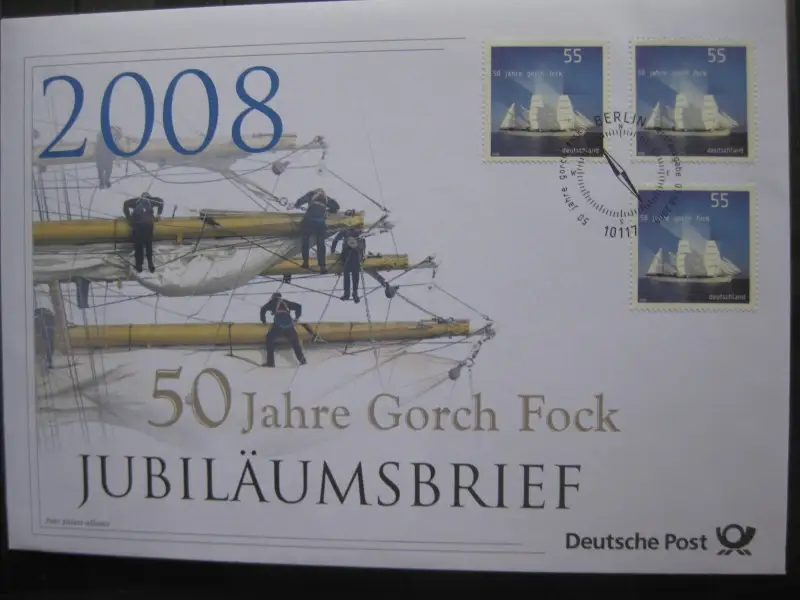 2008
55
50 jahre gorch fock
deutschland
55
50 jahre gorch fock
deutschland
55
50 jahre gorch fock
deutschland
BERLIN
10117
50 Jahre Gorch Fock
JUBILÄUMSBRIEF
Deutsche Post